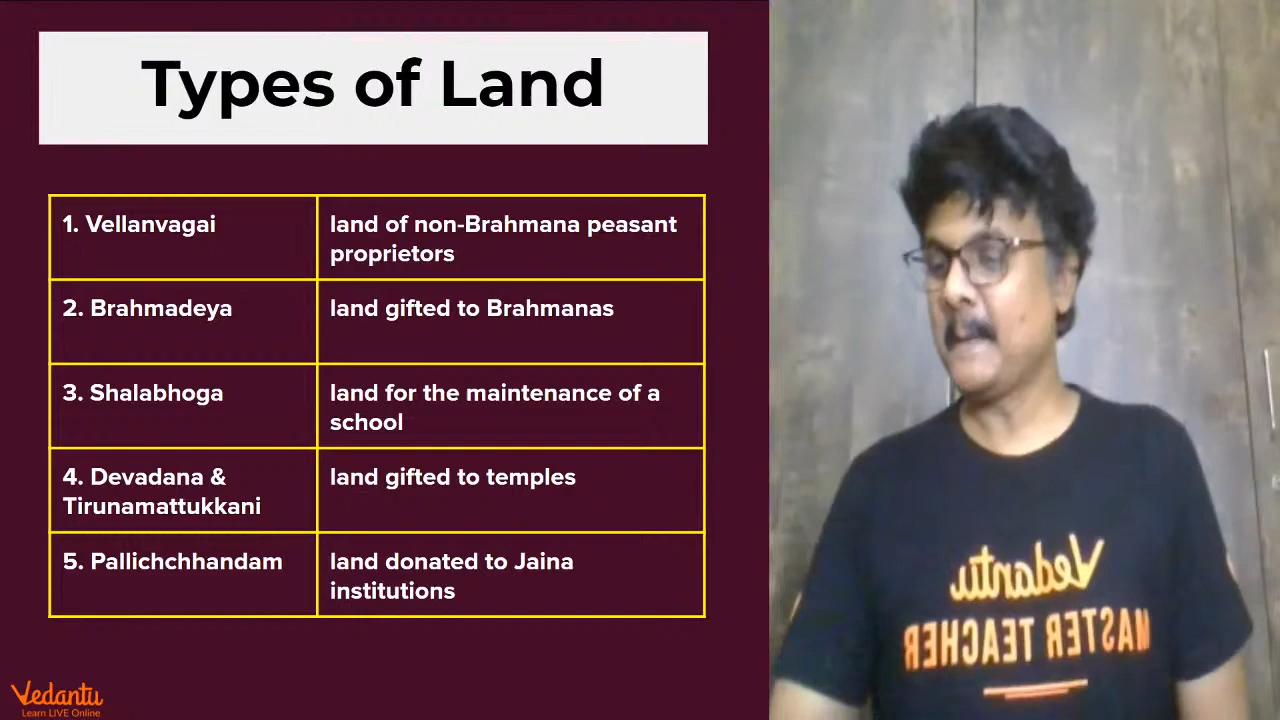 Types of Land
1. Vellanvagai
land of non-Brahmana peasant
proprietors
2. Brahmadeya
land gifted to Brahmanas
3. Shalabhoga
land for the maintenance of a
school
4. Devadana &
Tirunamattukkani
land gifted to temples
5. Pallichchhandam
land donated to Jaina
institutions
Vedantu
Learn LIVE Online
Vedantu
MASTER TEACHER